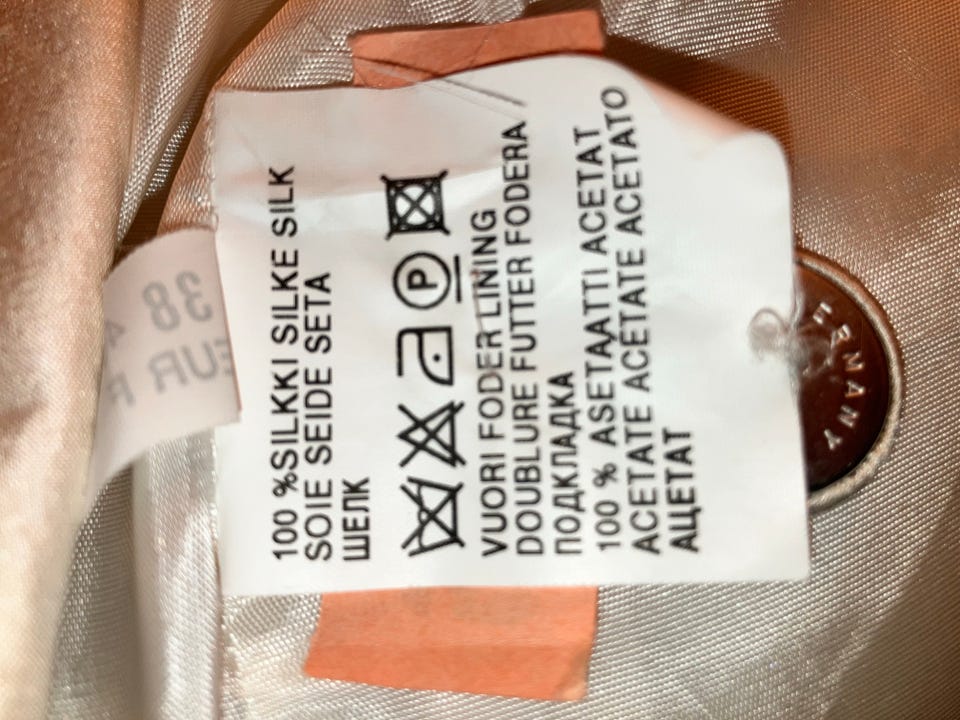 100 %SILKKI SILKE SILK
SOIE SEIDE SETA
ШЕЛК
P
VUORI FODER LINING
DOUBLURE FUTTER FODERA
ПОДКЛАДКА
100 % ASETAATTI ACETAT
ACETATE ACETATE ACETATO
АЦЕТАТ
38
EUR